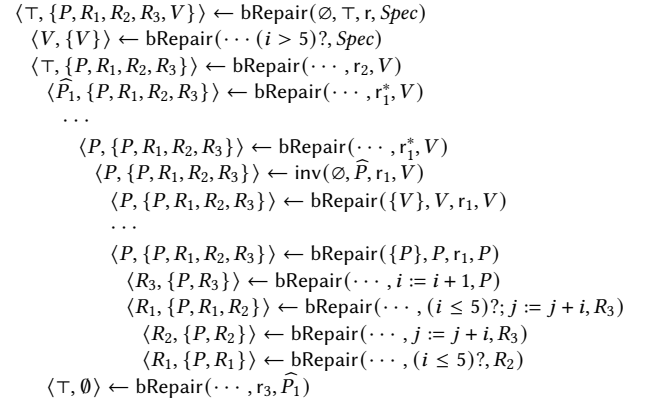 ⟨⊤, {P, R₁, R₂, R₃, V}⟩ ← bRepair(∅, ⊤, r, Spec)
⟨V, {V}⟩ ← bRepair(··· (i > 5)?, Spec)
⟨⊤, {P, R₁, R₂, R₃}⟩ ← bRepair(··· , r₂, V)
⟨P̂₁, {P, R₁, R₂, R₃}⟩ ← bRepair(··· , r₁*, V)
···
⟨P, {P, R₁, R₂, R₃}⟩ ← bRepair(··· , r₁*, V)
⟨P, {P, R₁, R₂, R₃}⟩ ← inv(∅, P̂, r₁, V)
⟨P, {P, R₁, R₂, R₃}⟩ ← bRepair({V}, V, r₁, V)
···
⟨P, {P, R₁, R₂, R₃}⟩ ← bRepair({P}, P, r₁, P)
⟨R₃, {P, R₃}⟩ ← bRepair(··· , i := i + 1, P)
⟨R₁, {P, R₁, R₂}⟩ ← bRepair(··· , (i ≤ 5)?; j := j + i, R₃)
⟨R₂, {P, R₂}⟩ ← bRepair(··· , j := j + i, R₃)
⟨R₁, {P, R₁}⟩ ← bRepair(··· , (i ≤ 5)?, R₂)
⟨⊤, ∅⟩ ← bRepair(··· , r₃, P̂₁)